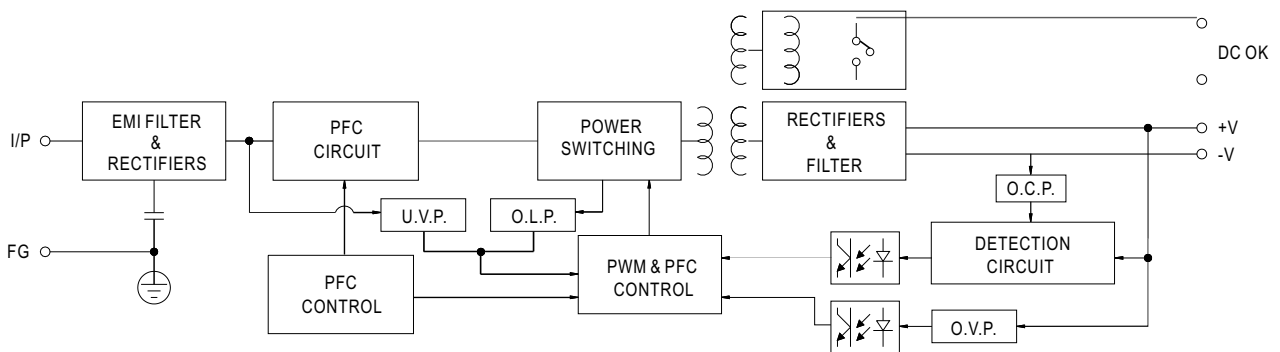 DC OK
I/P
EMI FILTER
&
RECTIFIERS
PFC
CIRCUIT
POWER
SWITCHING
RECTIFIERS
&
FILTER
+V
-V
O.C.P.
U.V.P.
O.L.P.
FG
PFC
CONTROL
PWM & PFC
CONTROL
DETECTION
CIRCUIT
O.V.P.